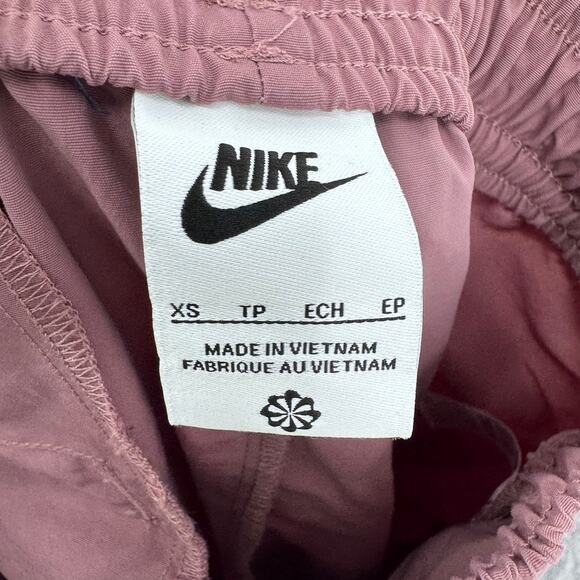 NIKE
XS TP ECH EP
MADE IN VIETNAM
FABRIQUE AU VIETNAM